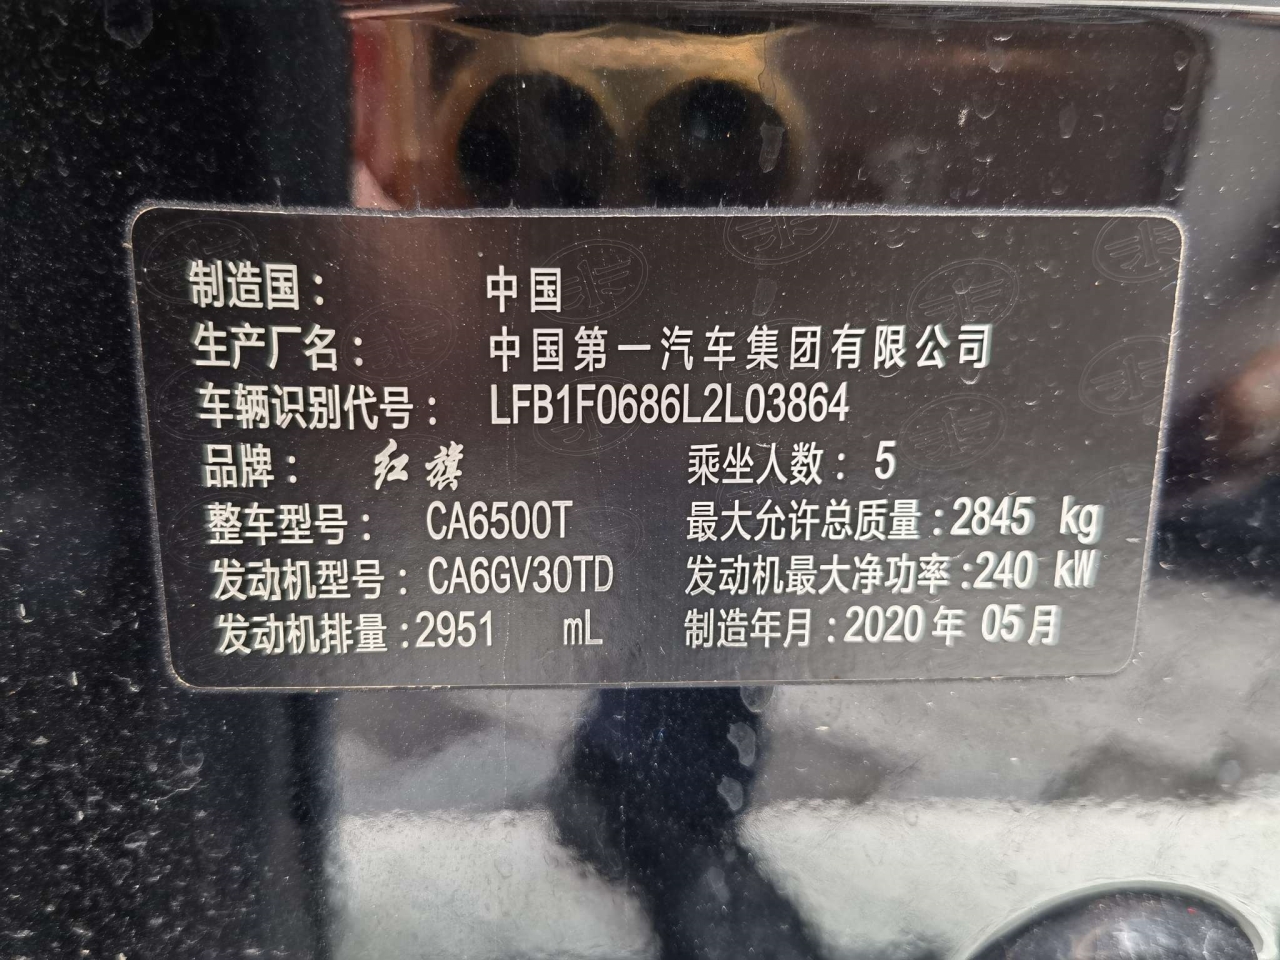 制造国： 中国
生产厂名： 中国第一汽车集团有限公司
车辆识别代号： LFB1F0686L2L03864
品牌： 红旗 乘坐人数：5
整车型号： CA6500T 最大允许总质量：2845 kg
发动机型号：CA6GV30TD 发动机最大净功率：240 kW
发动机排量：2951 mL 制造年月：2020年 05月